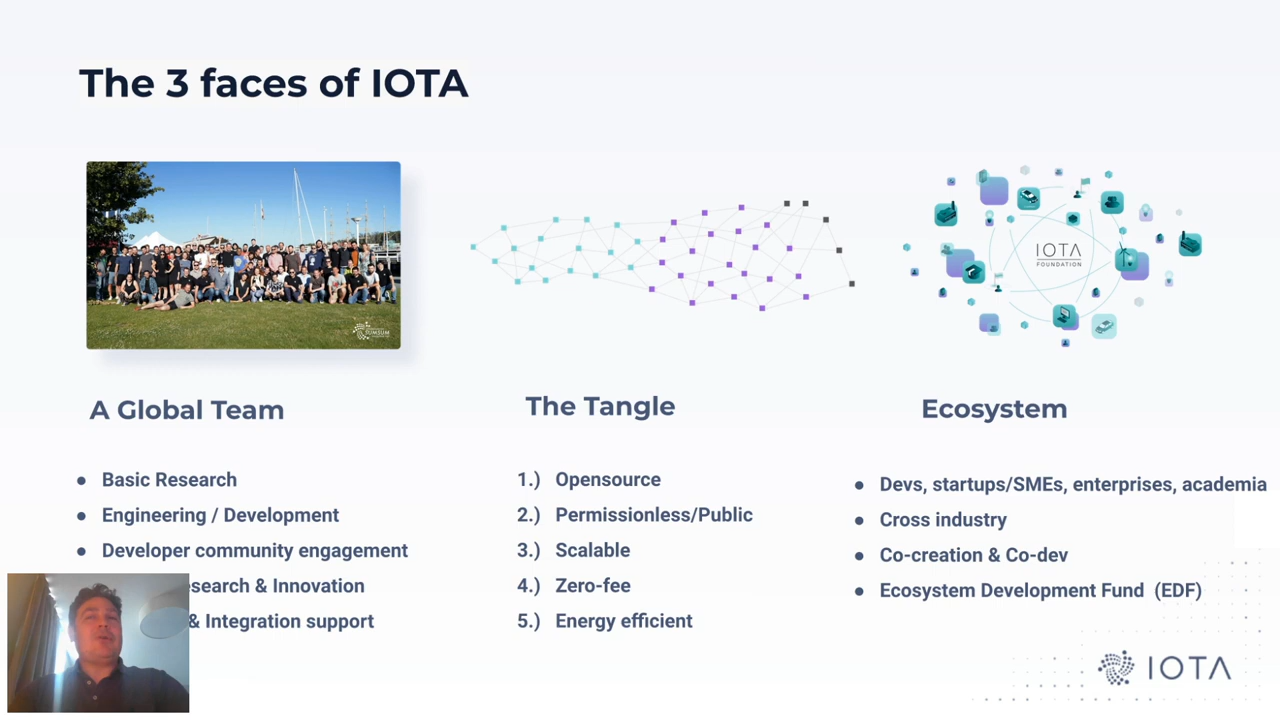 The 3 faces of IOTA
IOTA
FOUNDATION
A Global Team
Basic Research
Engineering / Development
Developer community engagement
& Innovation
& Integration support
The Tangle
1.) Opensource
2.) Permissionless/Public
3.) Scalable
4.) Zero-fee
5.) Energy efficient
Ecosystem
Devs, startups/SMEs, enterprises, academia
Cross industry
Co-creation & Co-dev
Ecosystem Development Fund (EDF)
IOTA